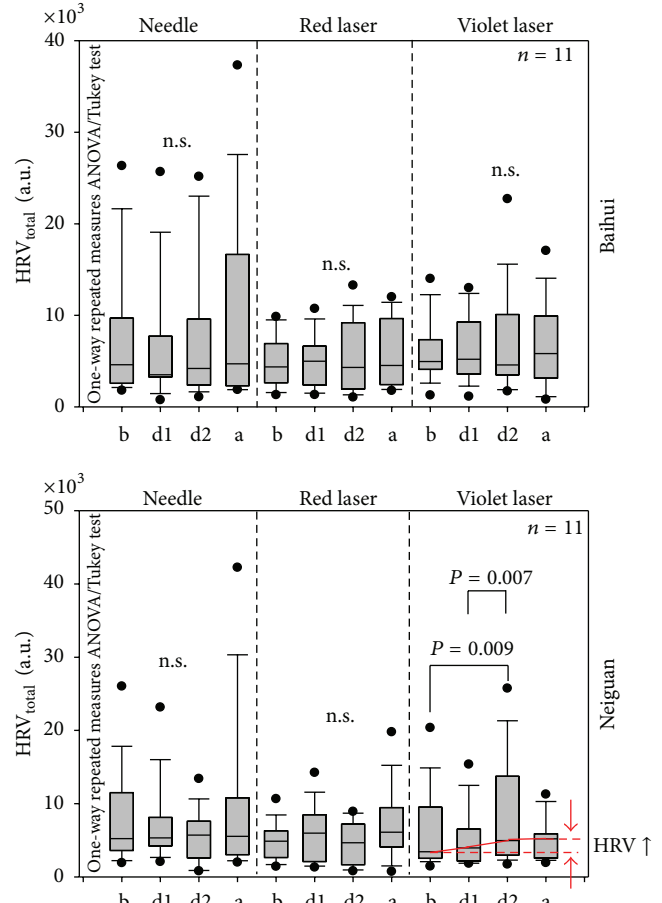 ×10³
Needle
Red laser
Violet laser
40
30
20
10
0
HRVtotal (a.u.)
One-way repeated measures ANOVA/Tukey test
n.s.
n.s.
n.s.
n = 11
Baihui
b d1 d2 a b d1 d2 a b d1 d2 a
×10³
Needle
Red laser
Violet laser
50
40
30
20
10
0
HRVtotal (a.u.)
One-way repeated measures ANOVA/Tukey test
n.s.
n.s.
n = 11
P = 0.007
P = 0.009
Neiguan
HRV ↑
b d1 d2 a b d1 d2 a b d1 d2 a